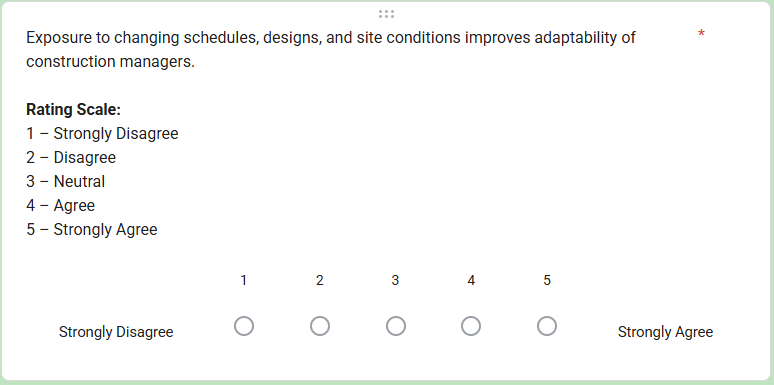 Exposure to changing schedules, designs, and site conditions improves adaptability of *
construction managers.
Rating Scale:
1 – Strongly Disagree
2 – Disagree
3 – Neutral
4 – Agree
5 – Strongly Agree
1 2 3 4 5
Strongly Disagree Strongly Agree